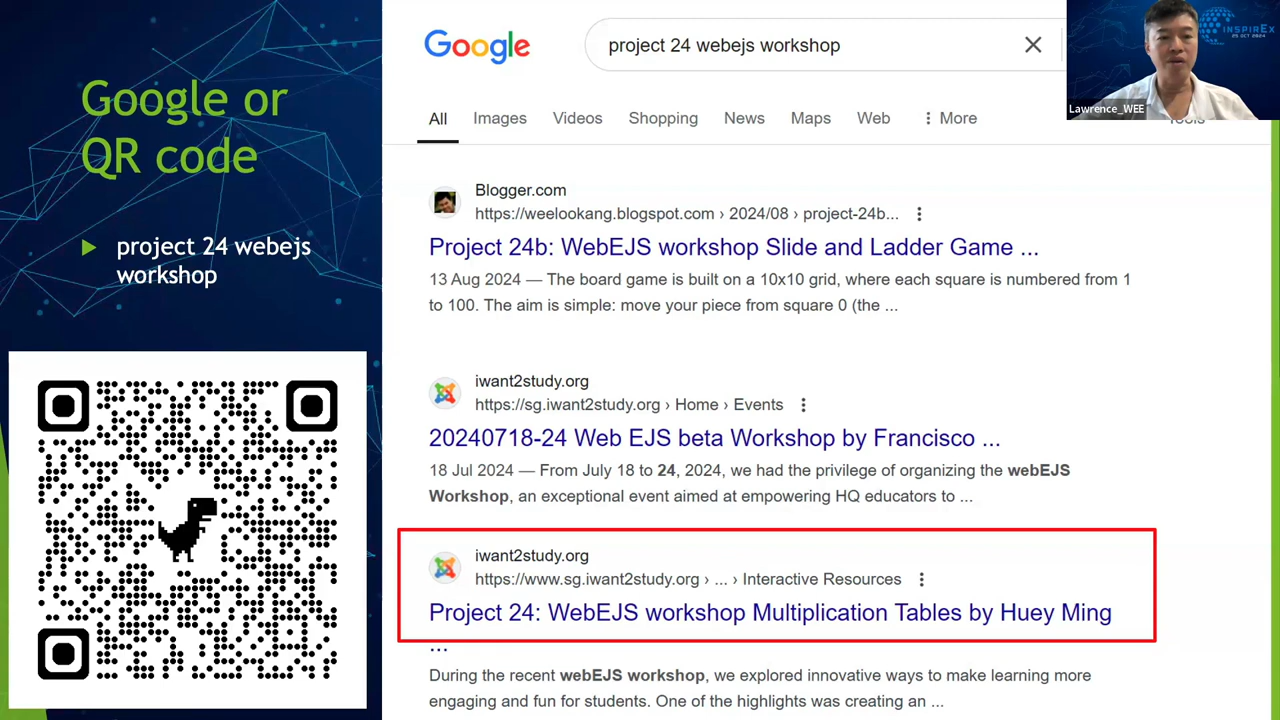 Google or
QR code
project 24 webejs
workshop
Google
project 24 webejs workshop
INSPIREX
25 OCT 2024
Lawrence_WEE
All
Images
Videos
Shopping
News
Maps
Web
More
Tools
Blogger.com
https://weelookang.blogspot.com › 2024/08 › project-24b...
Project 24b: WebEJS workshop Slide and Ladder Game ...
13 Aug 2024 — The board game is built on a 10x10 grid, where each square is numbered from 1
to 100. The aim is simple: move your piece from square 0 (the ...
iwant2study.org
https://sg.iwant2study.org › Home › Events
20240718-24 Web EJS beta Workshop by Francisco ...
18 Jul 2024 — From July 18 to 24, 2024, we had the privilege of organizing the webEJS
Workshop, an exceptional event aimed at empowering HQ educators to ...
iwant2study.org
https://www.sg.iwant2study.org › ... › Interactive Resources
Project 24: WebEJS workshop Multiplication Tables by Huey Ming
...
During the recent webEJS workshop, we explored innovative ways to make learning more
engaging and fun for students. One of the highlights was creating an ...